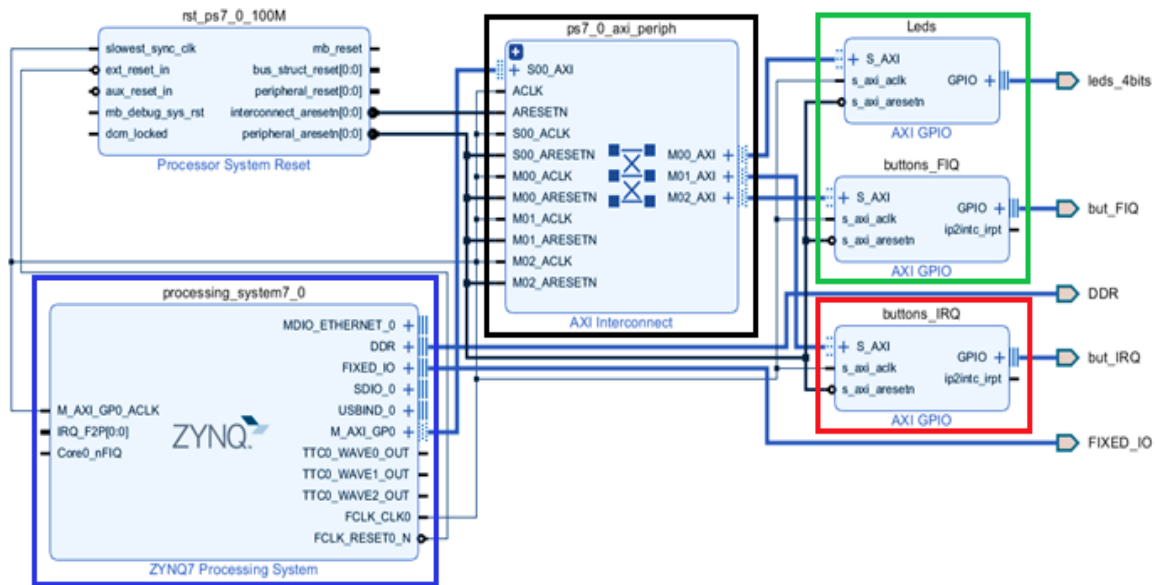 rst_ps7_0_100M
slowest_sync_clk
ext_reset_in
aux_reset_in
mb_debug_sys_rst
dcm_locked
mb_reset
bus_struct_reset[0:0]
peripheral_reset[0:0]
interconnect_aresetn[0:0]
peripheral_aresetn[0:0]
Processor System Reset
ps7_0_axi_periph
S00_AXI
ACLK
ARESETN
S00_ACLK
S00_ARESETN
M00_ACLK
M00_ARESETN
M01_ACLK
M01_ARESETN
M02_ACLK
M02_ARESETN
M00_AXI
M01_AXI
M02_AXI
AXI Interconnect
Leds
S_AXI
s_axi_aclk
s_axi_aresetn
GPIO
AXI GPIO
leds_4bits
buttons_FIQ
S_AXI
s_axi_aclk
s_axi_aresetn
GPIO
ip2intc_irpt
AXI GPIO
but_FIQ
DDR
buttons_IRQ
S_AXI
s_axi_aclk
s_axi_aresetn
GPIO
ip2intc_irpt
AXI GPIO
but_IRQ
FIXED_IO
processing_system7_0
M_AXI_GP0_ACLK
IRQ_F2P[0:0]
Core0_nFIQ
ZYNQ
MDIO_ETHERNET_0
DDR
FIXED_IO
SDIO_0
USBIND_0
M_AXI_GP0
TTC0_WAVE0_OUT
TTC0_WAVE1_OUT
TTC0_WAVE2_OUT
FCLK_CLK0
FCLK_RESET0_N
ZYNQ7 Processing System